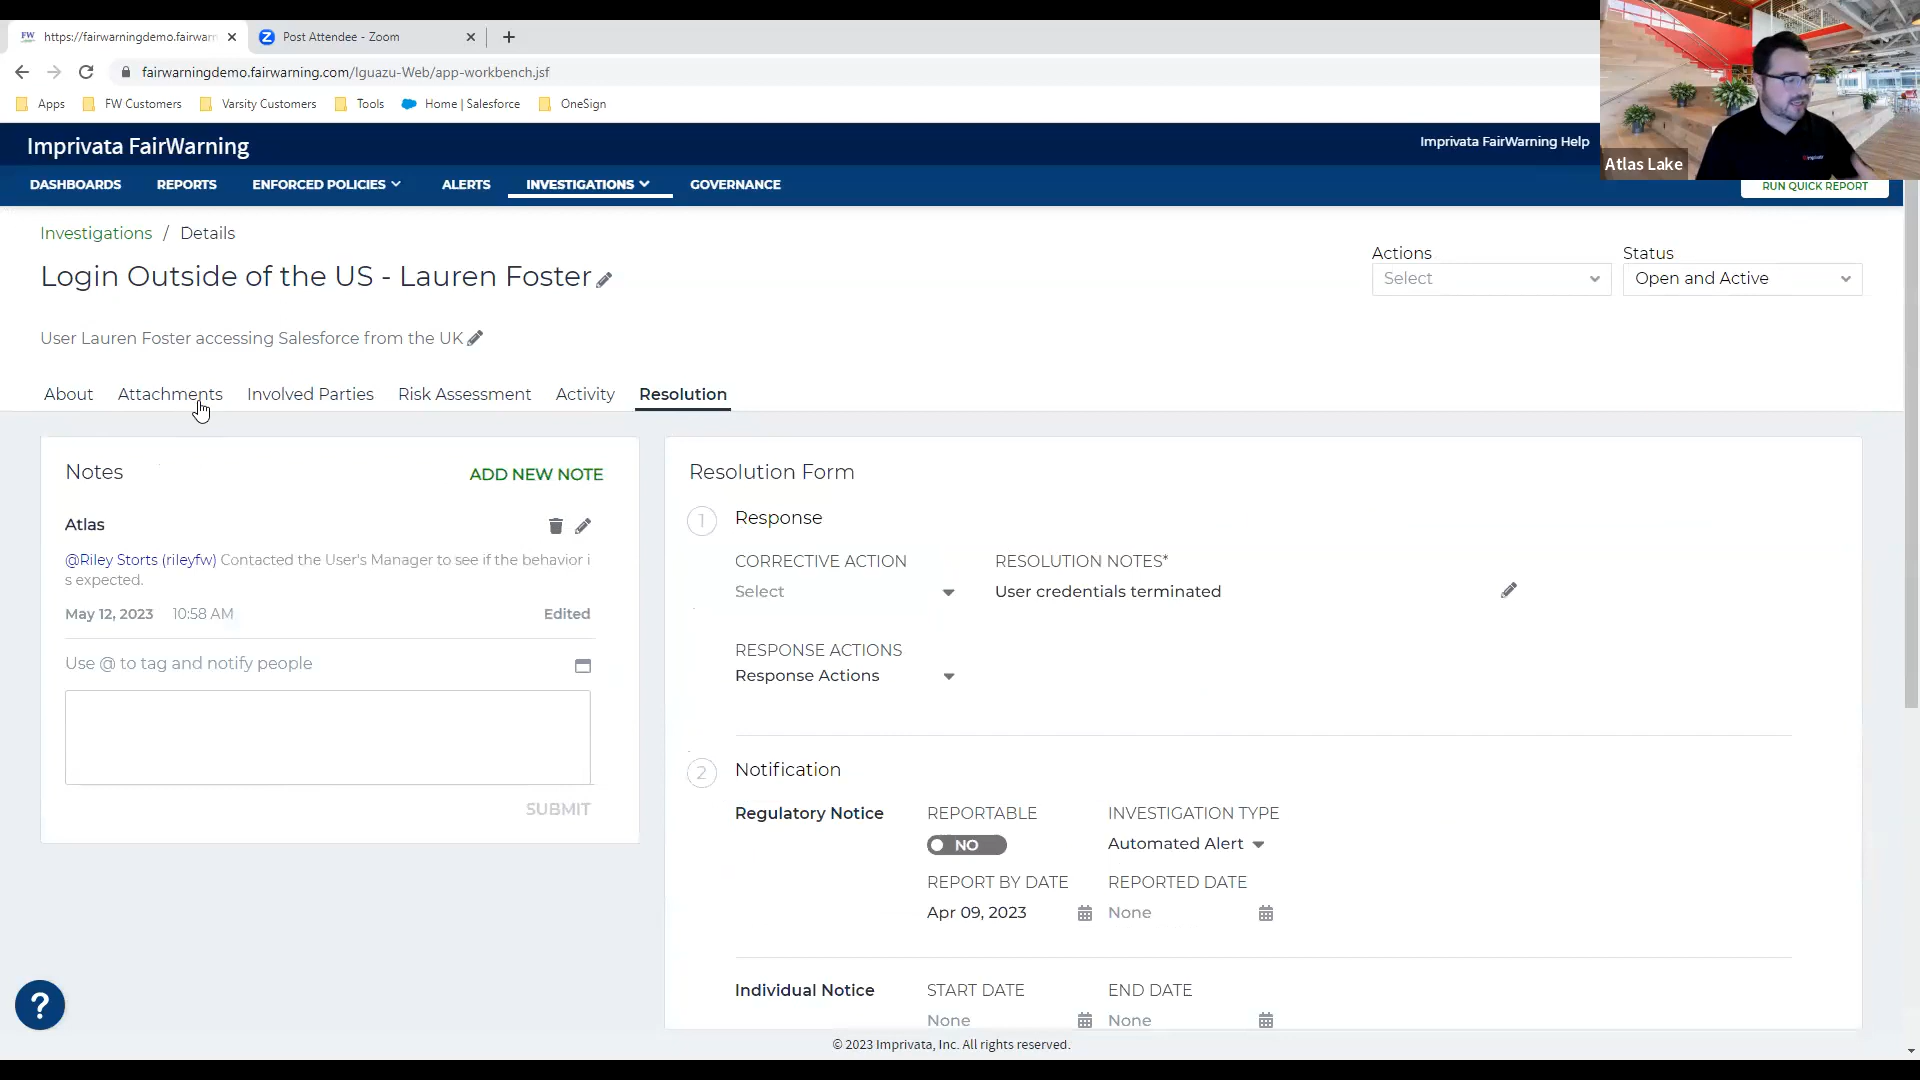 FW https://fairwarningdemo.fairwarn
Post Attendee - Zoom
fairwarningdemo.fairwarning.com/Iguazu-Web/app-workbench.jsf
Apps FW Customers Varsity Customers Tools Home | Salesforce OneSign
Imprivata FairWarning
Imprivata FairWarning Help
Atlas Lake
DASHBOARDS REPORTS ENFORCED POLICIES ALERTS INVESTIGATIONS GOVERNANCE
RUN QUICK REPORT
Investigations / Details
Actions Status
Login Outside of the US - Lauren Foster
Select Open and Active
User Lauren Foster accessing Salesforce from the UK
About Attachments Involved Parties Risk Assessment Activity Resolution
Notes
ADD NEW NOTE
Atlas
@Riley Storts (rileyfw) Contacted the User's Manager to see if the behavior i
s expected.
May 12, 2023 10:58 AM Edited
Use @ to tag and notify people
SUBMIT
Resolution Form
1 Response
CORRECTIVE ACTION RESOLUTION NOTES*
Select User credentials terminated
RESPONSE ACTIONS
Response Actions
2 Notification
Regulatory Notice REPORTABLE INVESTIGATION TYPE
NO Automated Alert
REPORT BY DATE REPORTED DATE
Apr 09, 2023 None
Individual Notice START DATE END DATE
None None
?
© 2023 Imprivata, Inc. All rights reserved.